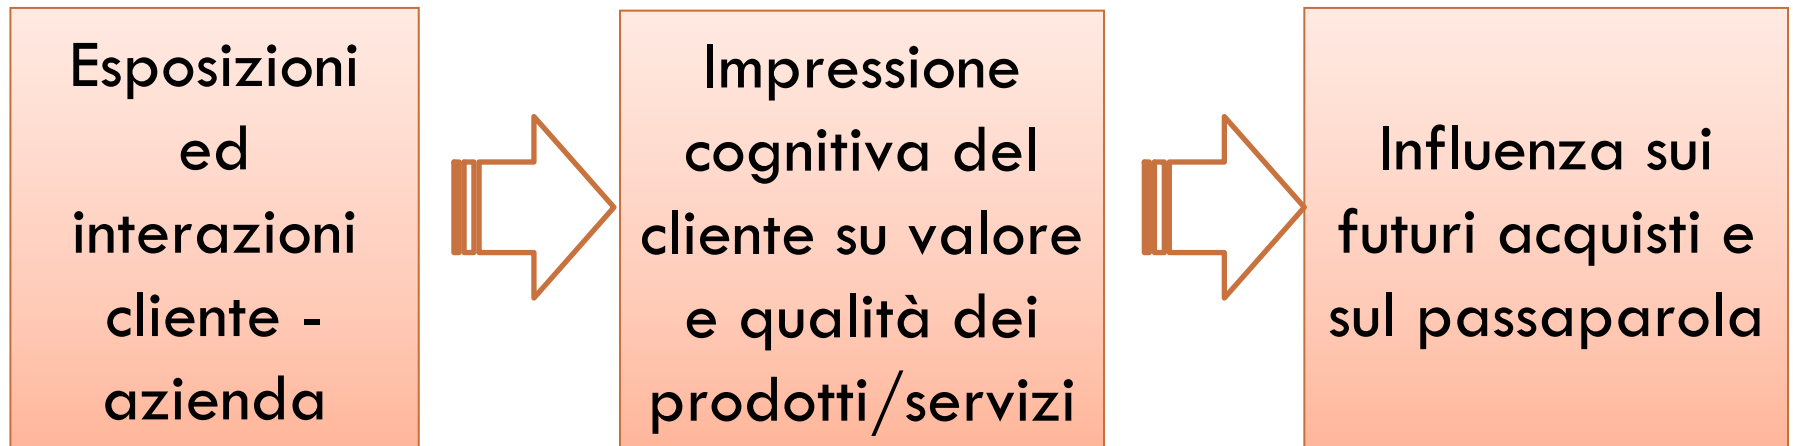 Esposizioni
ed
interazioni
cliente -
azienda
Impressione
cognitiva del
cliente su valore
e qualità dei
prodotti/servizi
Influenza sui
futuri acquisti e
sul passaparola